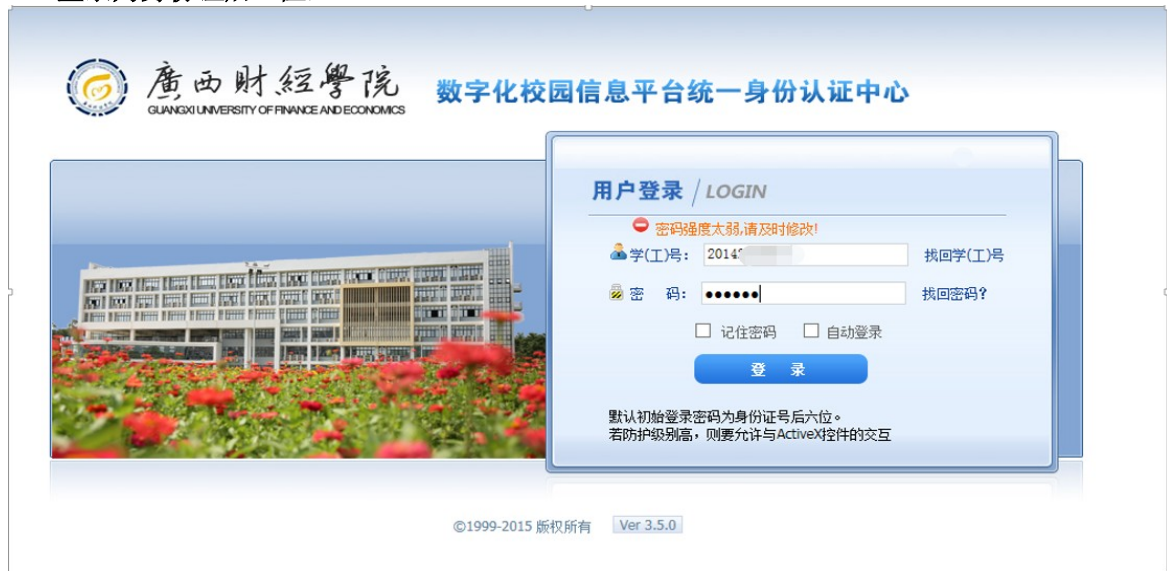 廣西財經學院
GUANGXI UNIVERSITY OF FINANCE AND ECONOMICS
数字化校园信息平台统一身份认证中心
用户登录 / LOGIN
密码强度太弱,请及时修改!
学(工)号: 2014 找回学(工)号
密 码: ●●●●●● 找回密码?
记住密码 自动登录
登 录
默认初始登录密码为身份证号后六位。
若防护级别高，则要允许与ActiveX控件的交互
©1999-2015 版权所有 Ver 3.5.0